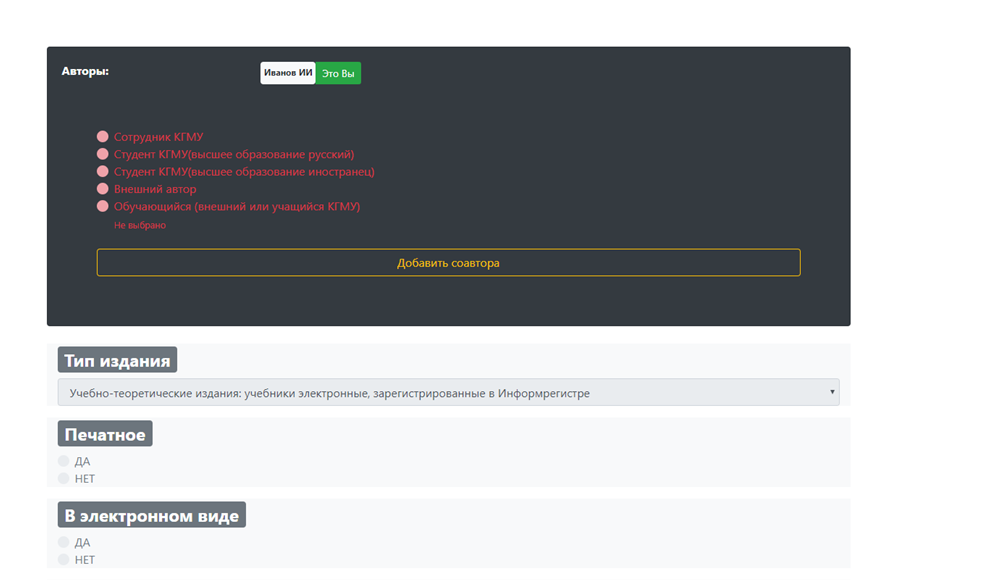 Авторы: Иванов ИИ Это Вы
Сотрудник КГМУ
Студент КГМУ(высшее образование русский)
Студент КГМУ(высшее образование иностранец)
Внешний автор
Обучающийся (внешний или учащийся КГМУ)
Не выбрано
Добавить соавтора
Тип издания
Учебно-теоретические издания: учебники электронные, зарегистрированные в Информрегистре
Печатное
ДА
НЕТ
В электронном виде
ДА
НЕТ